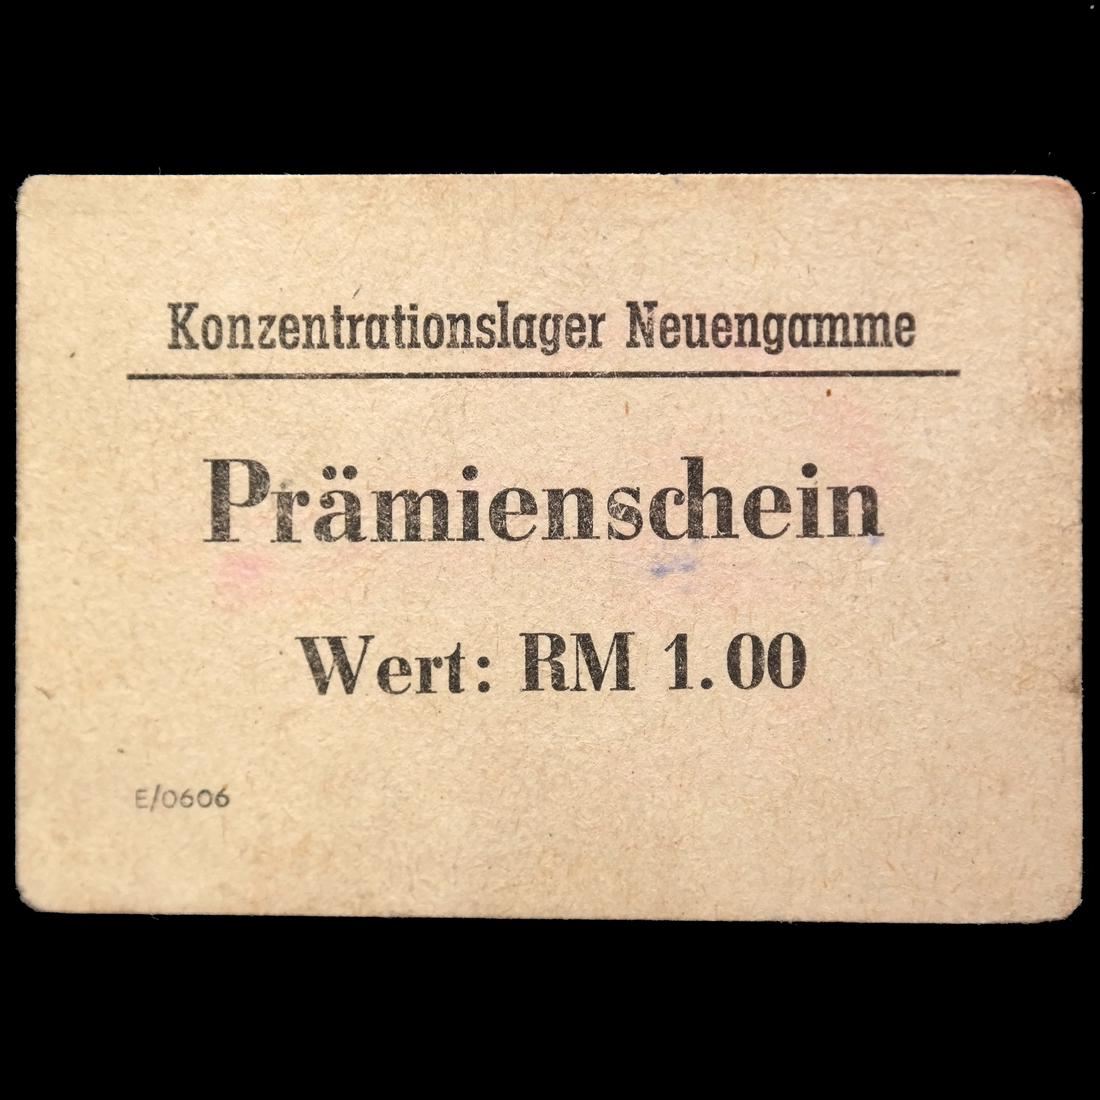 Konzentrationslager Neuengamme
Prämienschein
Wert: RM 1.00
E/0606